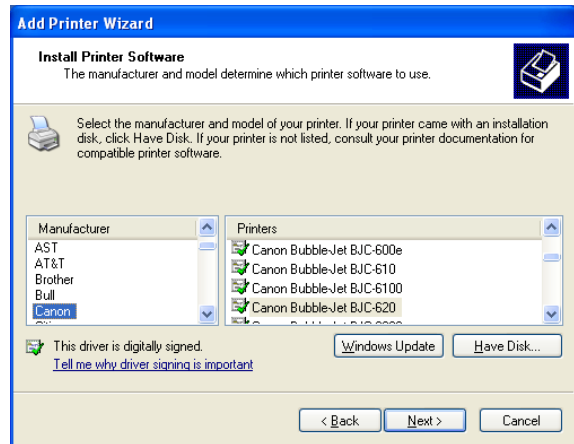 Add Printer Wizard
Install Printer Software
The manufacturer and model determine which printer software to use.
Select the manufacturer and model of your printer. If your printer came with an installation
disk, click Have Disk. If your printer is not listed, consult your printer documentation for
compatible printer software.
Manufacturer
AST
AT&T
Brother
Bull
Canon
Printers
Canon Bubble-Jet BJC-600e
Canon Bubble-Jet BJC-610
Canon Bubble-Jet BJC-6100
Canon Bubble-Jet BJC-620
This driver is digitally signed.
Tell me why driver signing is important
Windows Update
Have Disk...
< Back
Next >
Cancel